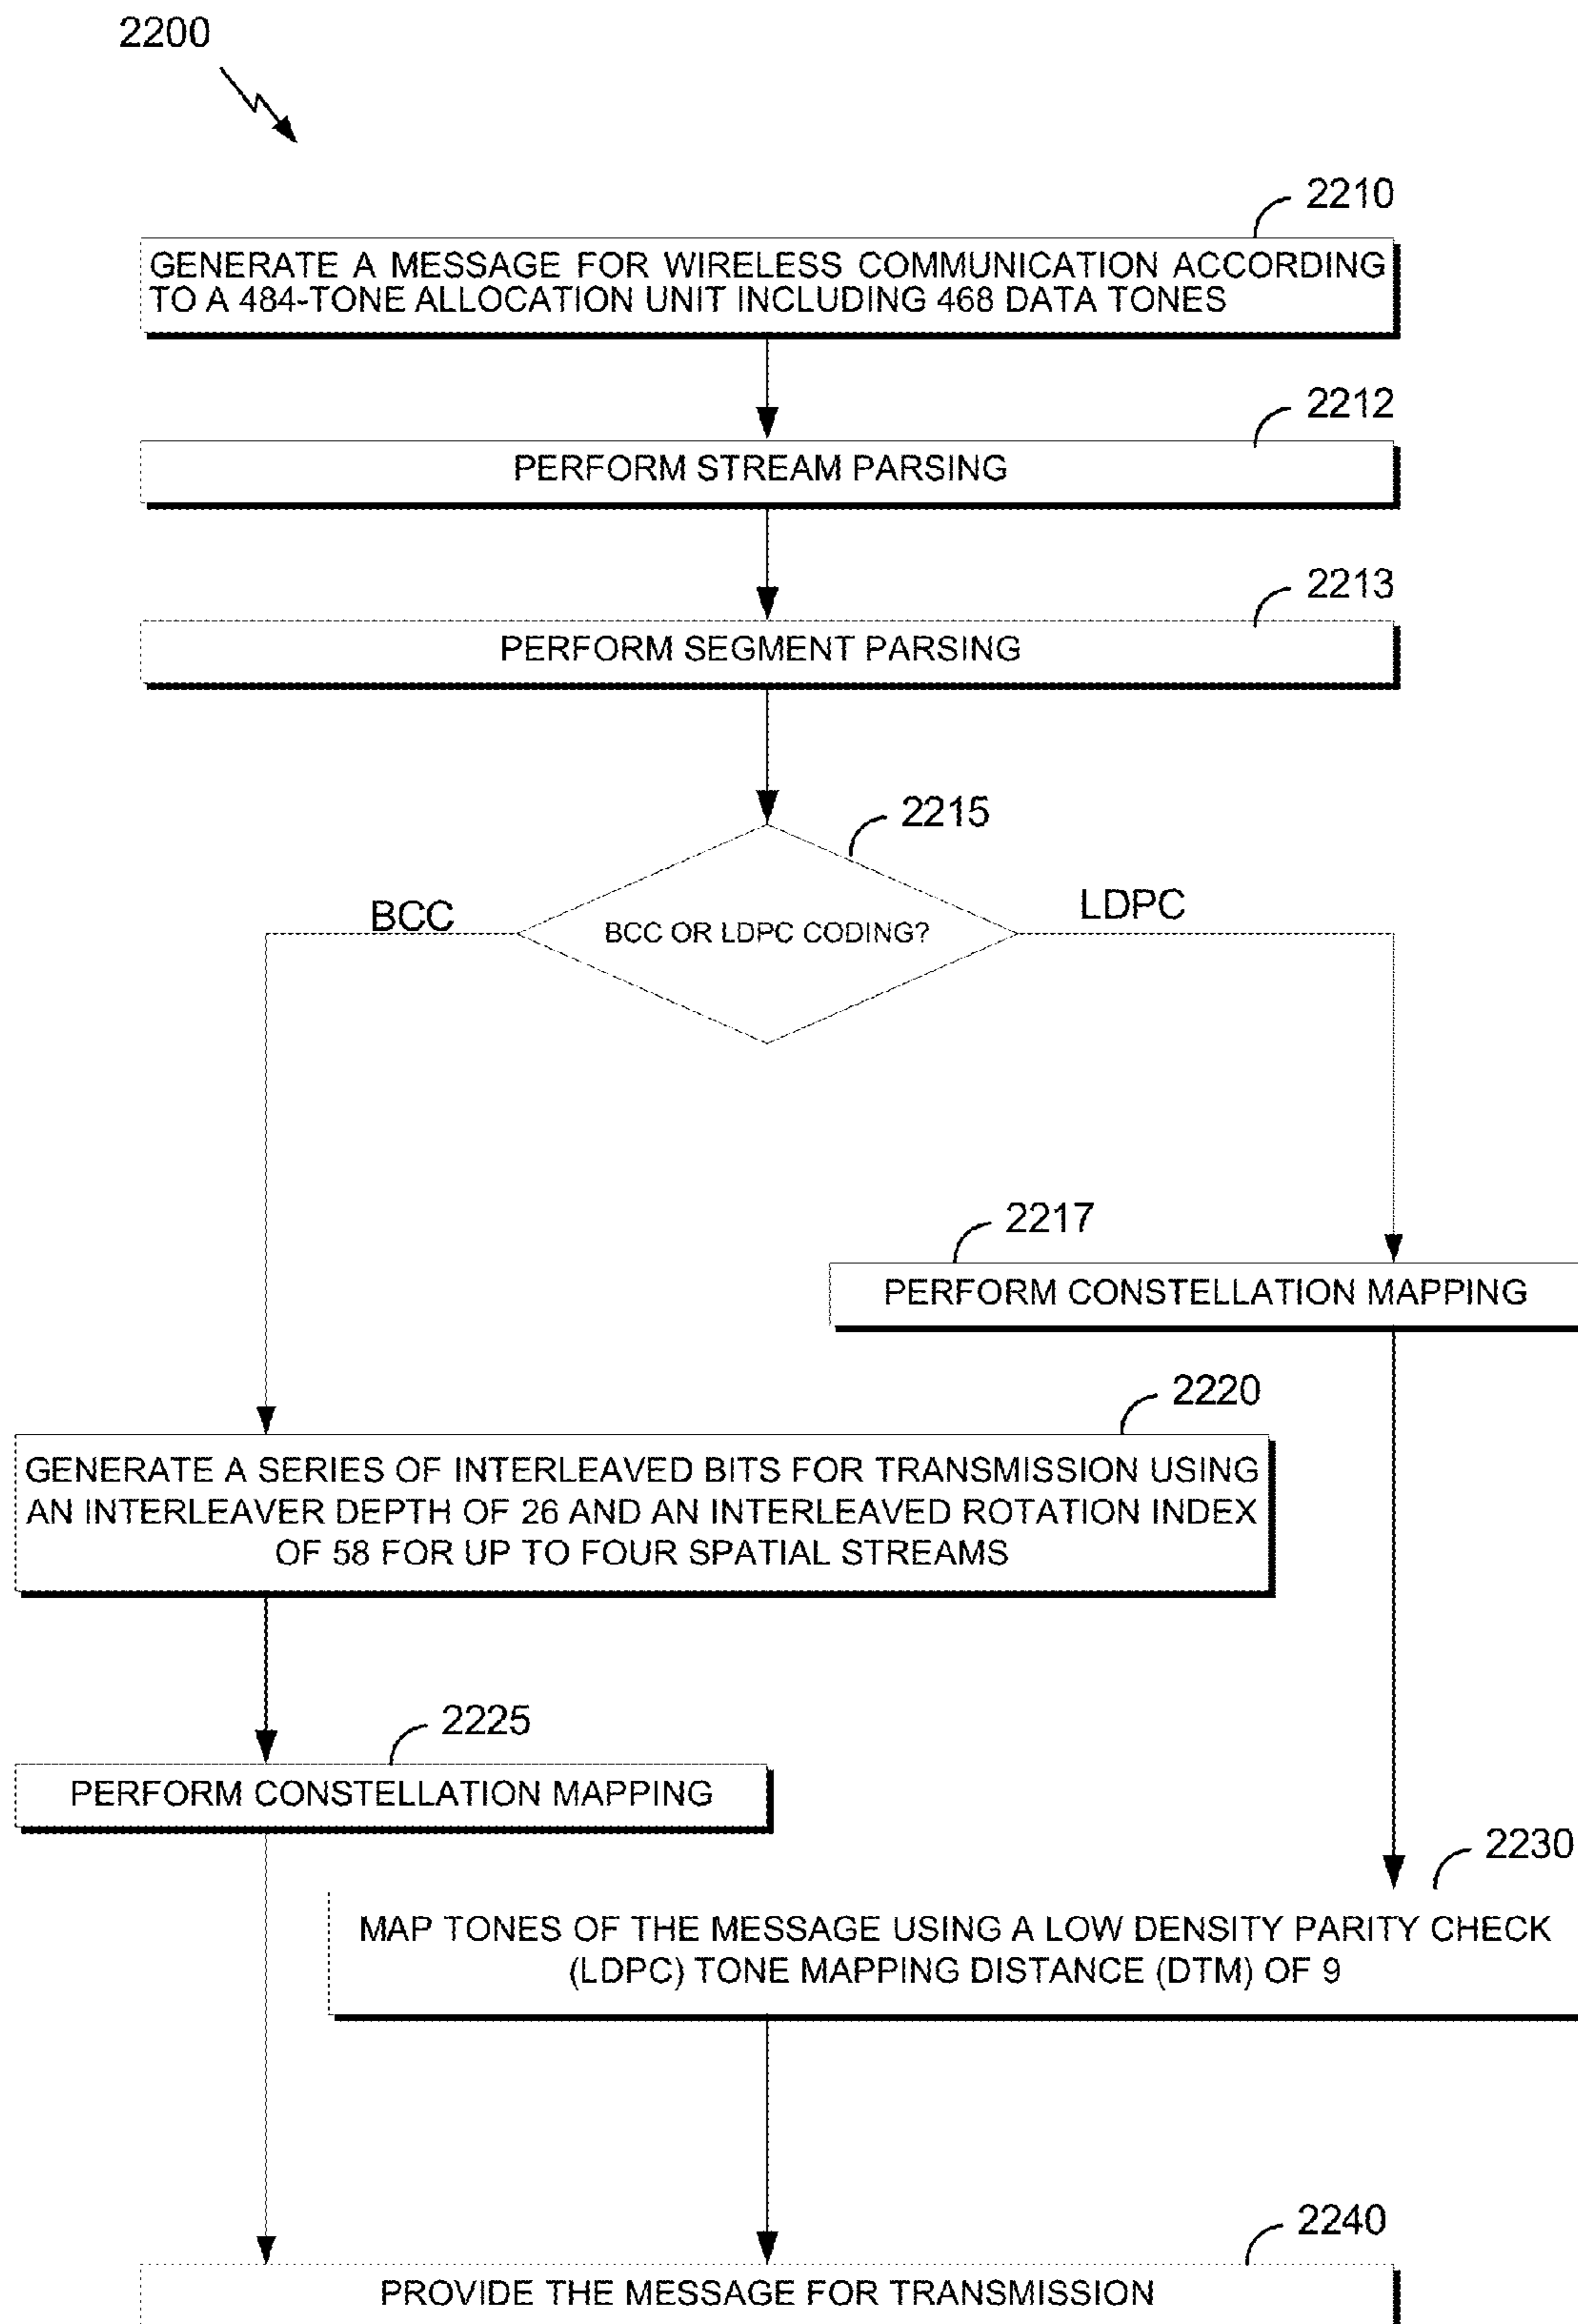 2200
2210
GENERATE A MESSAGE FOR WIRELESS COMMUNICATION ACCORDING
TO A 484-TONE ALLOCATION UNIT INCLUDING 468 DATA TONES
2212
PERFORM STREAM PARSING
2213
PERFORM SEGMENT PARSING
2215
BCC
BCC OR LDPC CODING?
LDPC
2217
PERFORM CONSTELLATION MAPPING
2220
GENERATE A SERIES OF INTERLEAVED BITS FOR TRANSMISSION USING
AN INTERLEAVER DEPTH OF 26 AND AN INTERLEAVED ROTATION INDEX
OF 58 FOR UP TO FOUR SPATIAL STREAMS
2225
PERFORM CONSTELLATION MAPPING
2230
MAP TONES OF THE MESSAGE USING A LOW DENSITY PARITY CHECK
(LDPC) TONE MAPPING DISTANCE (DTM) OF 9
2240
PROVIDE THE MESSAGE FOR TRANSMISSION